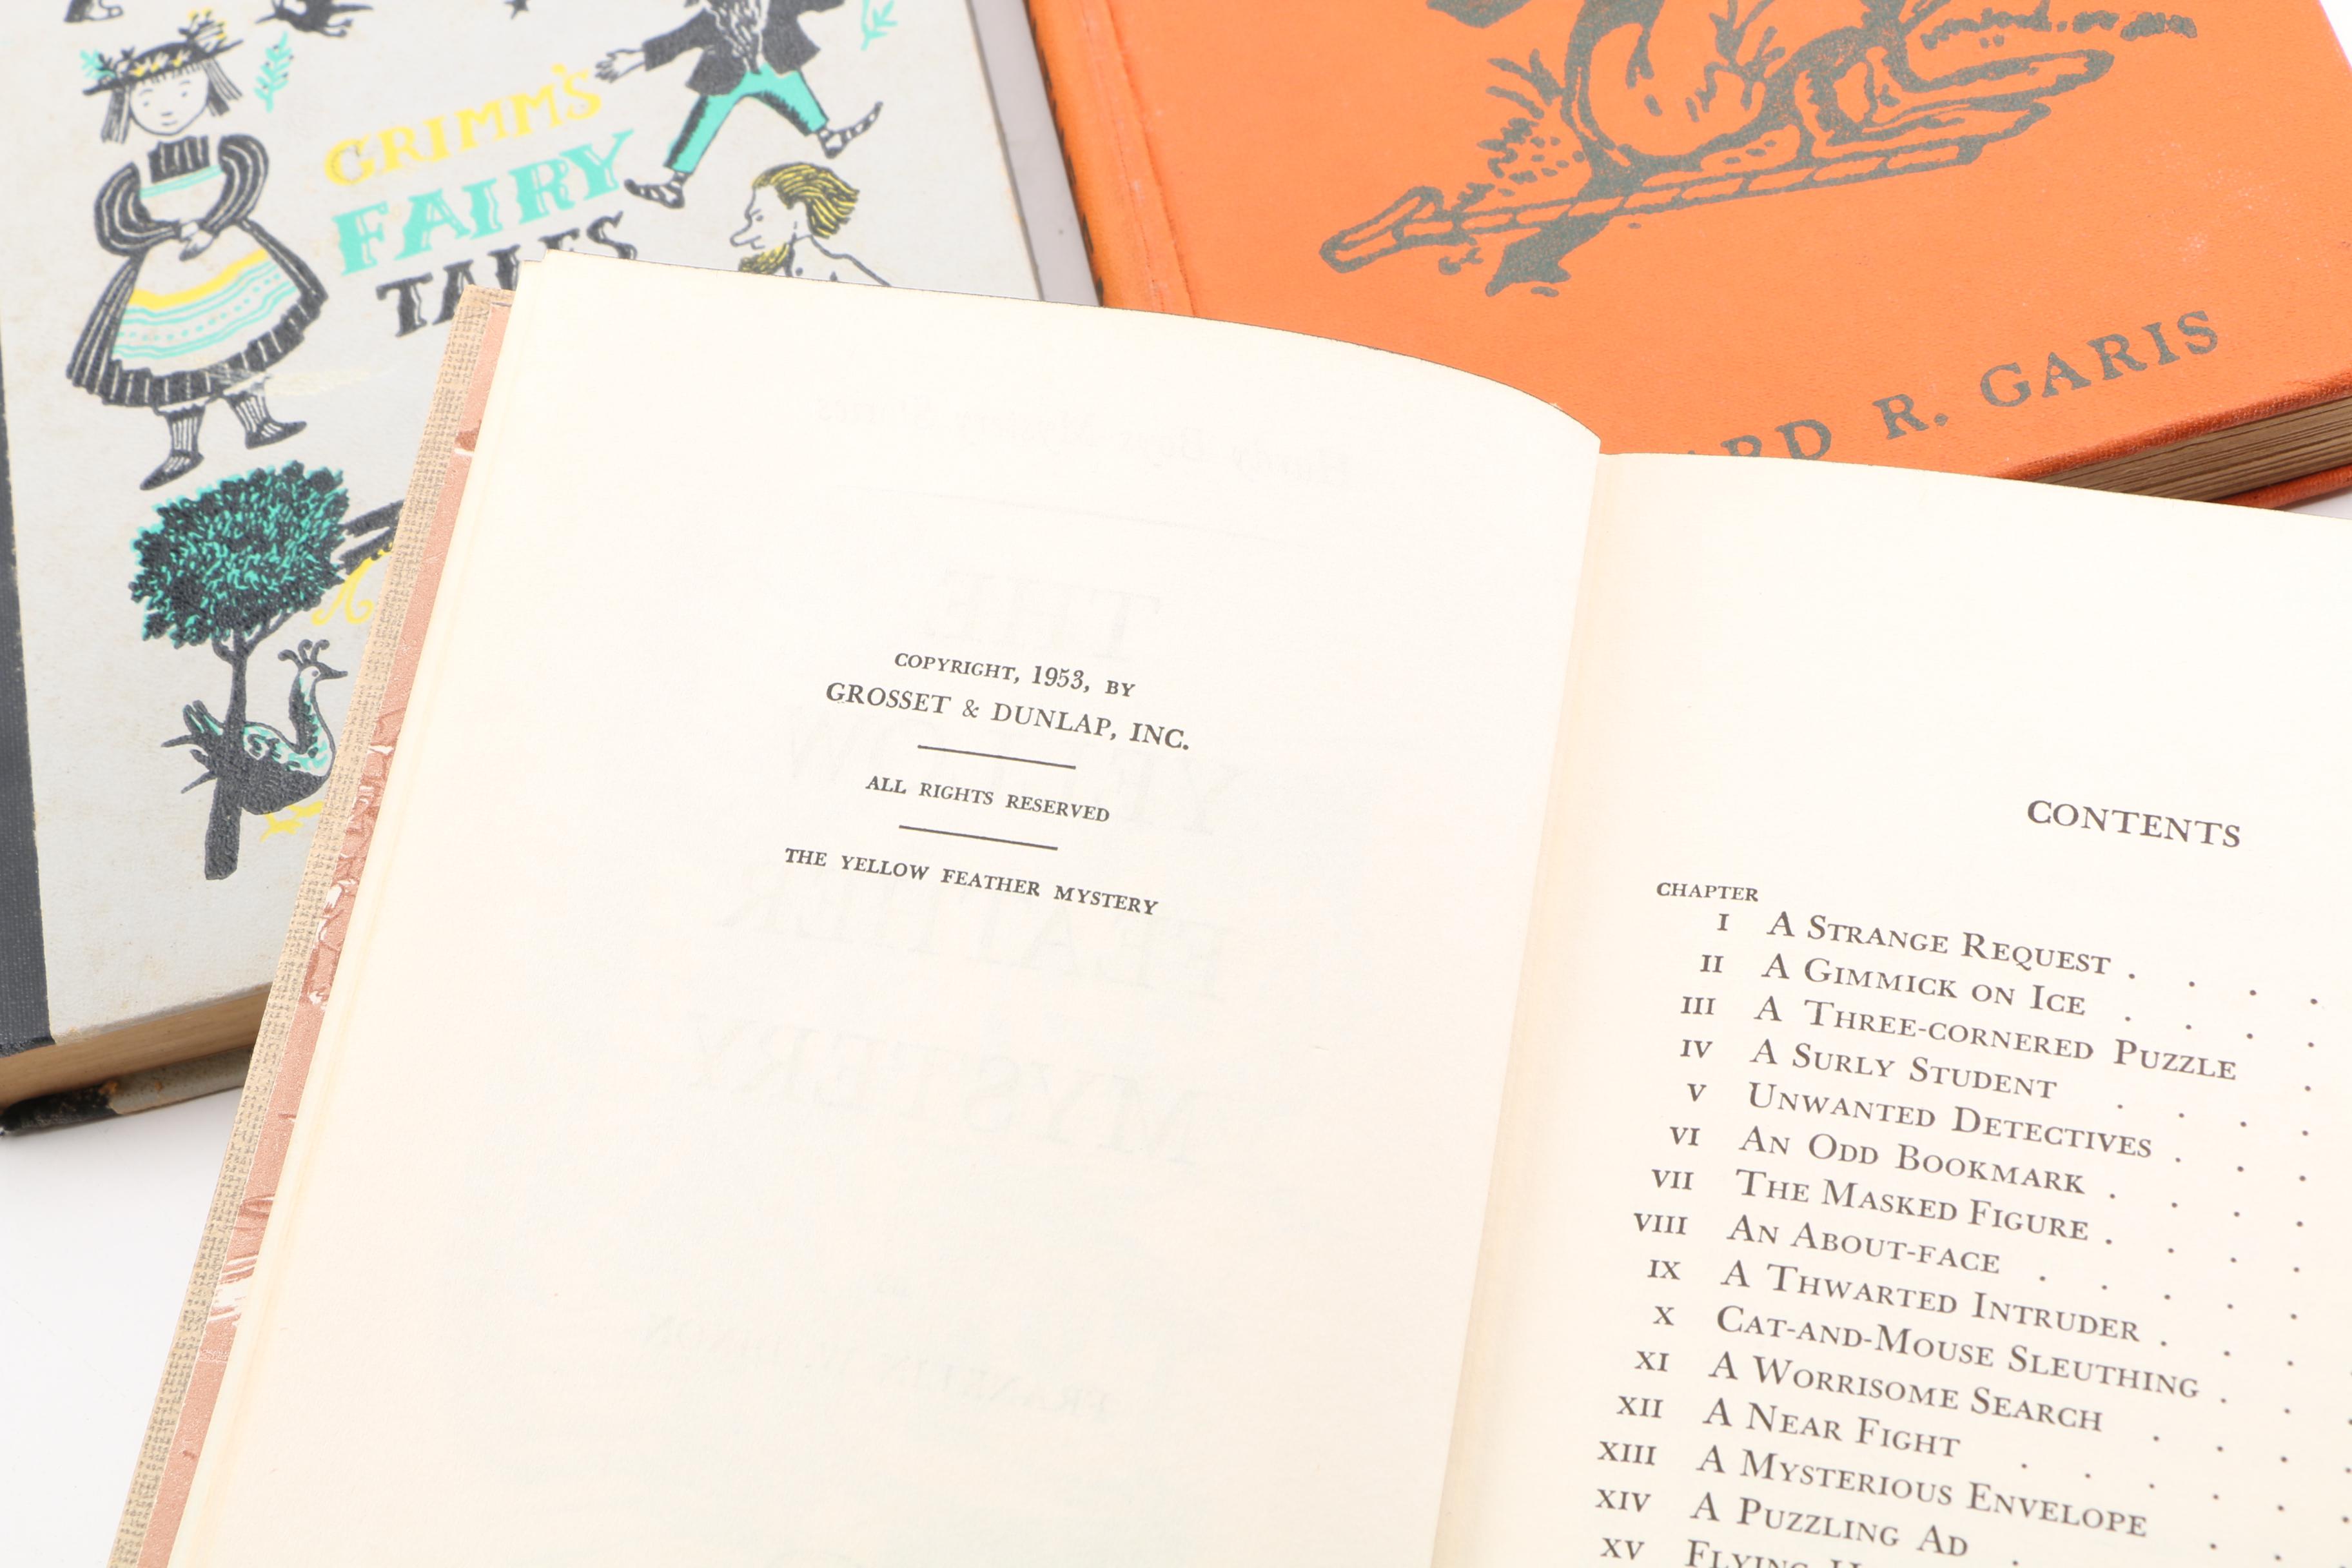 GRIMM'S
FAIRY
TALES
R. GARIS
COPYRIGHT, 1953, BY
GROSSET & DUNLAP, INC.
ALL RIGHTS RESERVED
THE YELLOW FEATHER MYSTERY
CONTENTS
CHAPTER
I A STRANGE REQUEST . . . .
II A GIMMICK ON ICE . . . .
III A THREE-CORNERED PUZZLE .
IV A SURLY STUDENT . . . .
V UNWANTED DETECTIVES . . .
VI AN ODD BOOKMARK . . . .
VII THE MASKED FIGURE . . . .
VIII AN ABOUT-FACE . . . . .
IX A THWARTED INTRUDER . . .
X CAT-AND-MOUSE SLEUTHING . . .
XI A WORRISOME SEARCH . . . .
XII A NEAR FIGHT . . . . .
XIII A MYSTERIOUS ENVELOPE . .
XIV A PUZZLING AD .
XV FLYING